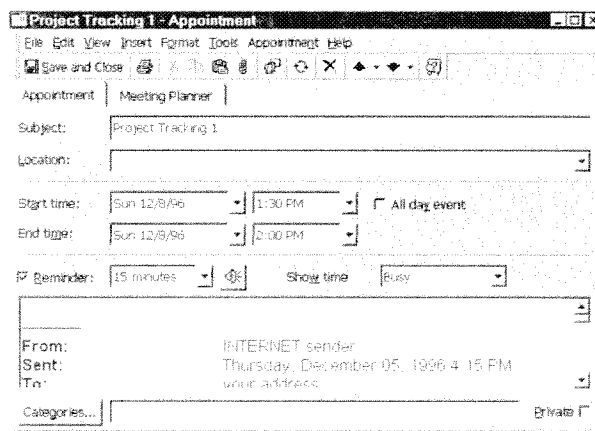 Project Tracking 1 - Appointment
File Edit View Insert Format Tools Appointment Help
Save and Close
Appointment Meeting Planner
Subject: Project Tracking 1
Location:
Start time: Sun 12/8/96 1:30 PM All day event
End time: Sun 12/8/96 2:00 PM
Reminder: 15 minutes Show time Busy
From: INTERNET sender
Sent: Thursday, December 05, 1996 4:15 PM
To: your address
Categories... Private